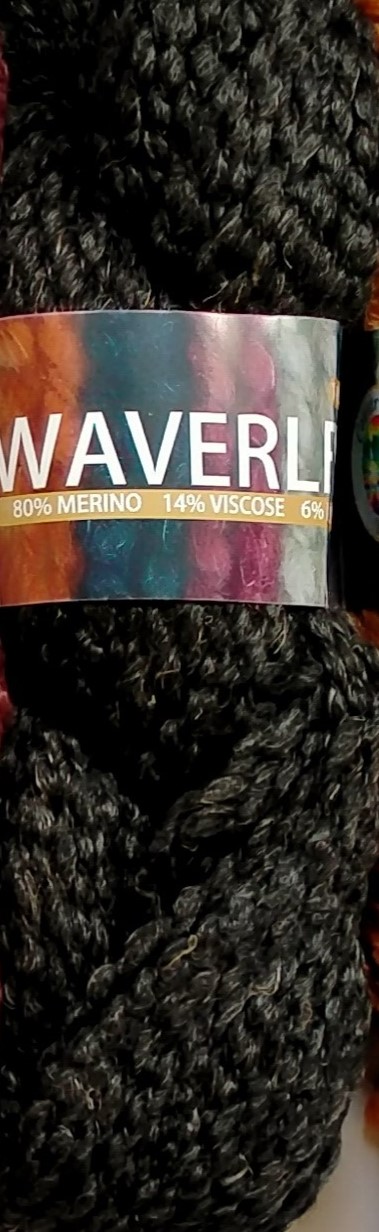 WAVERL
80% MERINO 14% VISCOSE 6%